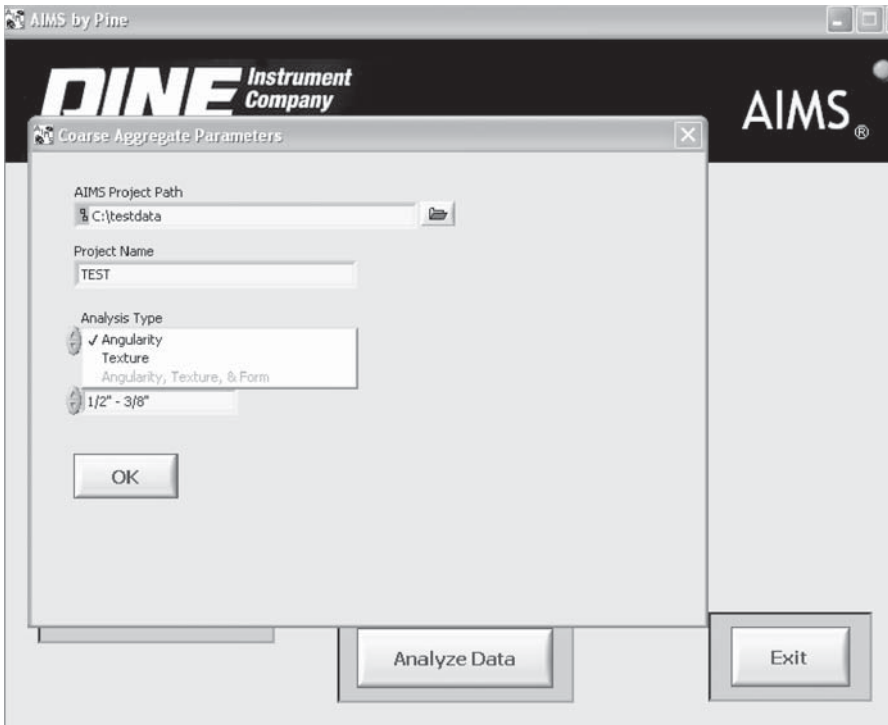 AIMS by Pine
PINE Instrument
Company
AIMS®
Coarse Aggregate Parameters
AIMS Project Path
C:\testdata
Project Name
TEST
Analysis Type
✓ Angularity
Texture
Angularity, Texture, & Form
1/2" - 3/8"
OK
Analyze Data
Exit